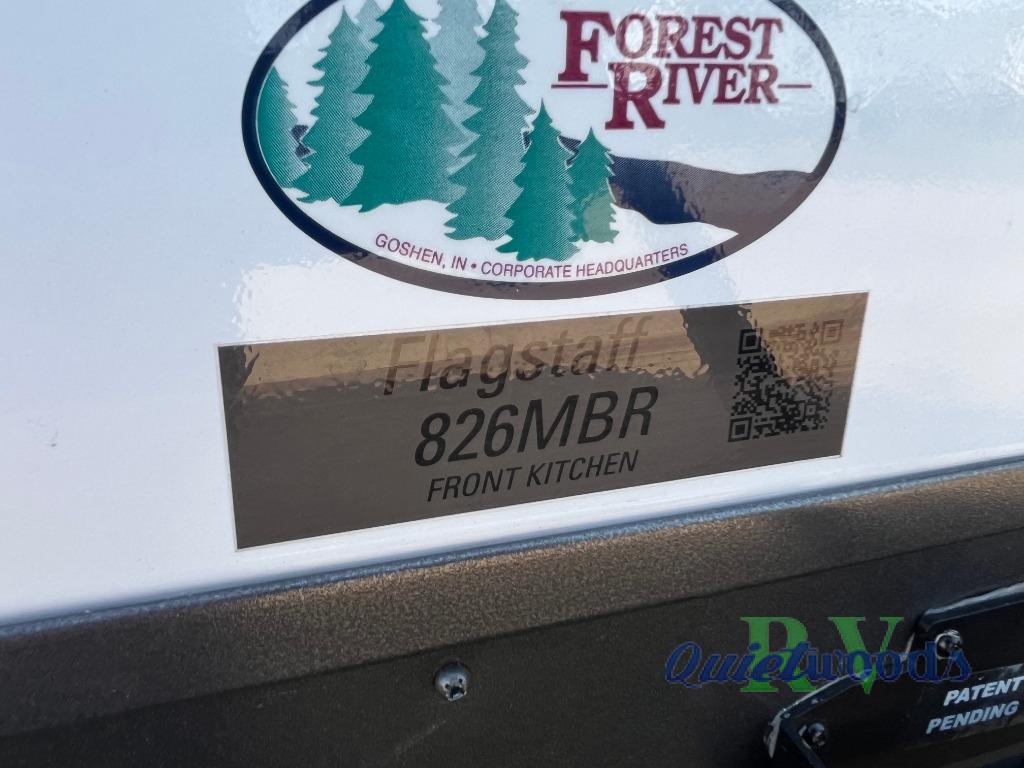 FOREST
RIVER
GOSHEN, IN • CORPORATE HEADQUARTERS
Flagstaff
826MBR
FRONT KITCHEN
RV
Quietwoods
PATENT
PENDING